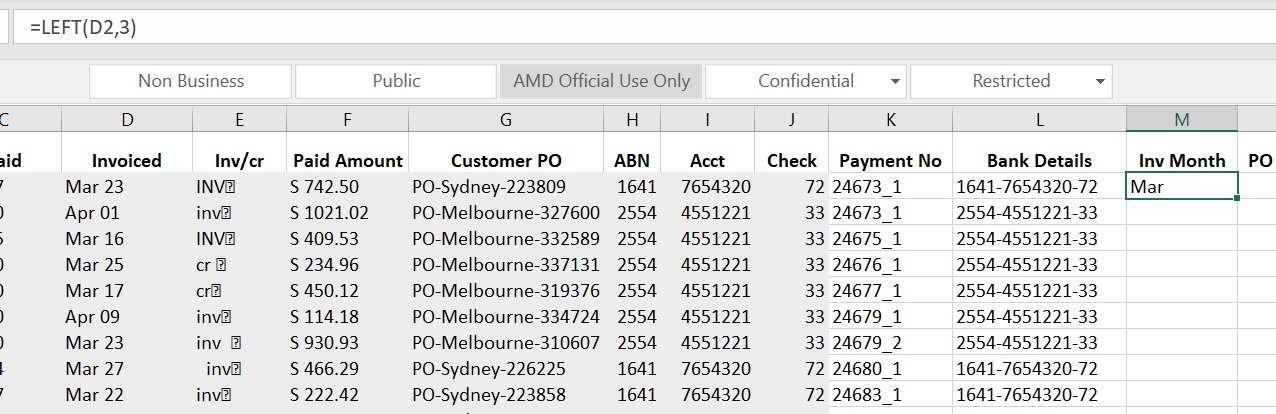 =LEFT(D2,3)
Non Business Public AMD Official Use Only Confidential Restricted
C D E F G H I J K L M
aid Invoiced Inv/cr Paid Amount Customer PO ABN Acct Check Payment No Bank Details Inv Month PO
7 Mar 23 INV⍰ S 742.50 PO-Sydney-223809 1641 7654320 72 24673_1 1641-7654320-72 Mar
0 Apr 01 inv⍰ S 1021.02 PO-Melbourne-327600 2554 4551221 33 24673_1 2554-4551221-33
5 Mar 16 INV⍰ S 409.53 PO-Melbourne-332589 2554 4551221 33 24675_1 2554-4551221-33
0 Mar 25 cr ⍰ S 234.96 PO-Melbourne-337131 2554 4551221 33 24676_1 2554-4551221-33
0 Mar 17 cr⍰ S 450.12 PO-Melbourne-319376 2554 4551221 33 24677_1 2554-4551221-33
0 Apr 09 inv⍰ S 114.18 PO-Melbourne-334724 2554 4551221 33 24679_1 2554-4551221-33
0 Mar 23 inv ⍰ S 930.93 PO-Melbourne-310607 2554 4551221 33 24679_2 2554-4551221-33
4 Mar 27 inv⍰ S 466.29 PO-Sydney-226225 1641 7654320 72 24680_1 1641-7654320-72
7 Mar 22 inv⍰ S 222.42 PO-Sydney-223858 1641 7654320 72 24683_1 1641-7654320-72